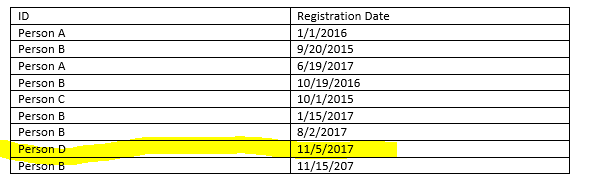 ID Registration Date
Person A 1/1/2016
Person B 9/20/2015
Person A 6/19/2017
Person B 10/19/2016
Person C 10/1/2015
Person B 1/15/2017
Person B 8/2/2017
Person D 11/5/2017
Person B 11/15/207